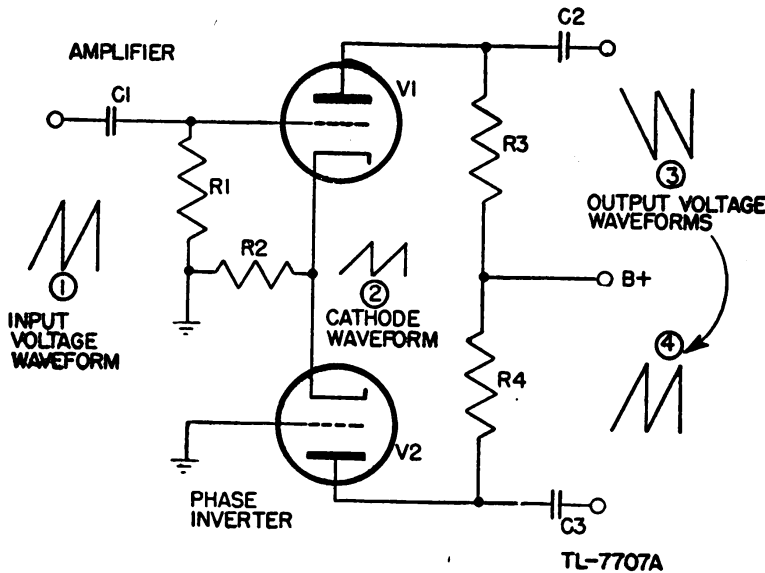 AMPLIFIER
C1
V1
C2
R1
R3
R2
1
INPUT
VOLTAGE
WAVEFORM
2
CATHODE
WAVEFORM
3
OUTPUT VOLTAGE
WAVEFORMS
B+
4
R4
V2
PHASE
INVERTER
C3
TL-7707A